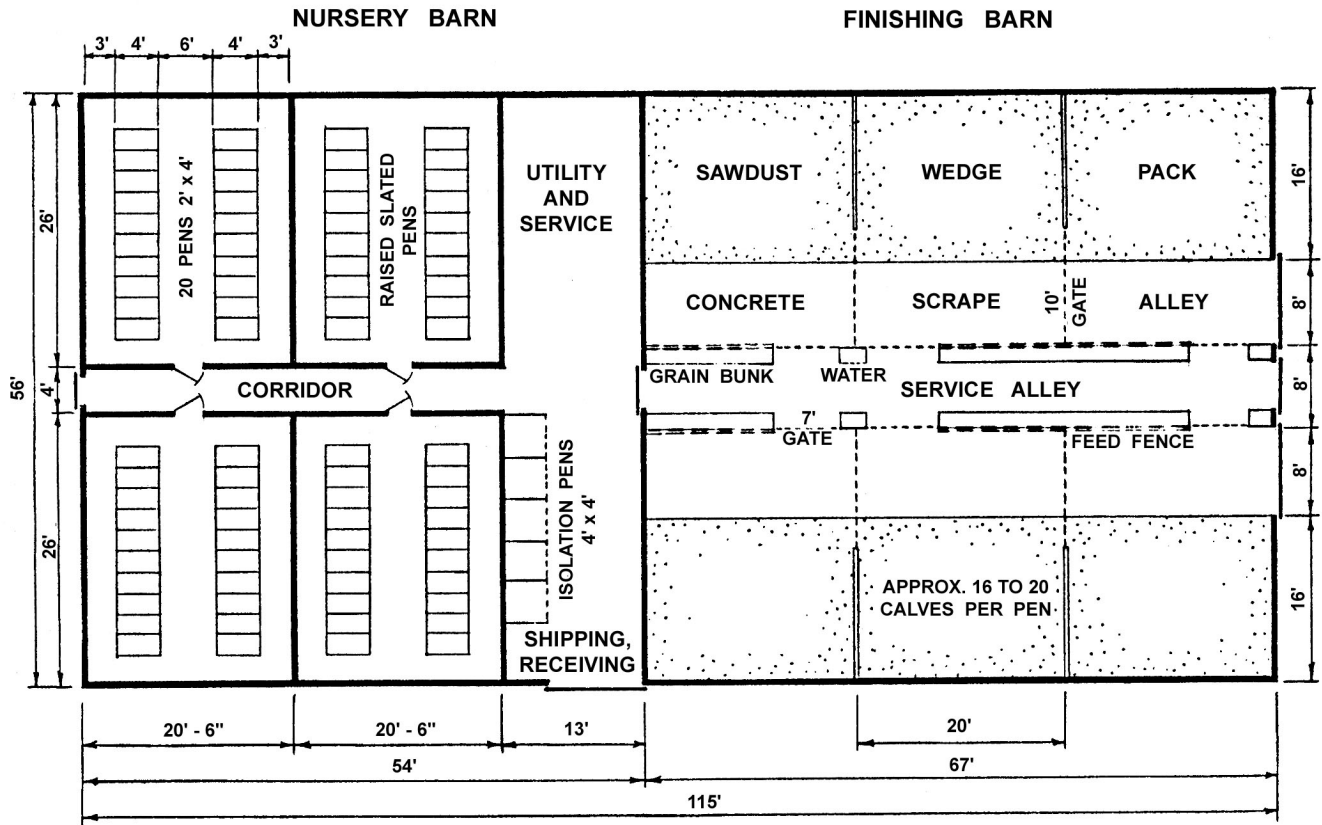 NURSERY BARN
FINISHING BARN
3'
4'
6'
4'
3'
56'
26'
4'
26'
20 PENS 2' x 4'
RAISED SLATED
PENS
UTILITY
AND
SERVICE
SAWDUST
WEDGE
PACK
16'
CONCRETE
SCRAPE
10'
GATE
ALLEY
8'
CORRIDOR
GRAIN BUNK
WATER
SERVICE ALLEY
8'
7'
GATE
FEED FENCE
8'
ISOLATION PENS
4' x 4'
APPROX. 16 TO 20
CALVES PER PEN
16'
SHIPPING,
RECEIVING
20' - 6"
20' - 6"
13'
20'
54'
67'
115'